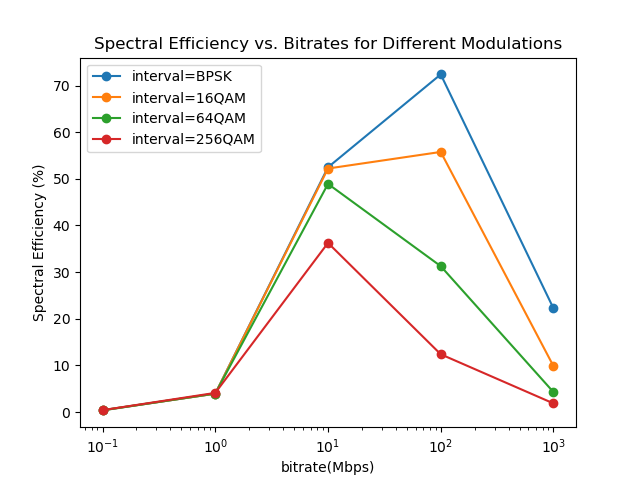 Spectral Efficiency vs. Bitrates for Different Modulations
interval=BPSK
interval=16QAM
interval=64QAM
interval=256QAM
Spectral Efficiency (%)
70
60
50
40
30
20
10
0
10⁻¹ 10⁰ 10¹ 10² 10³
bitrate(Mbps)